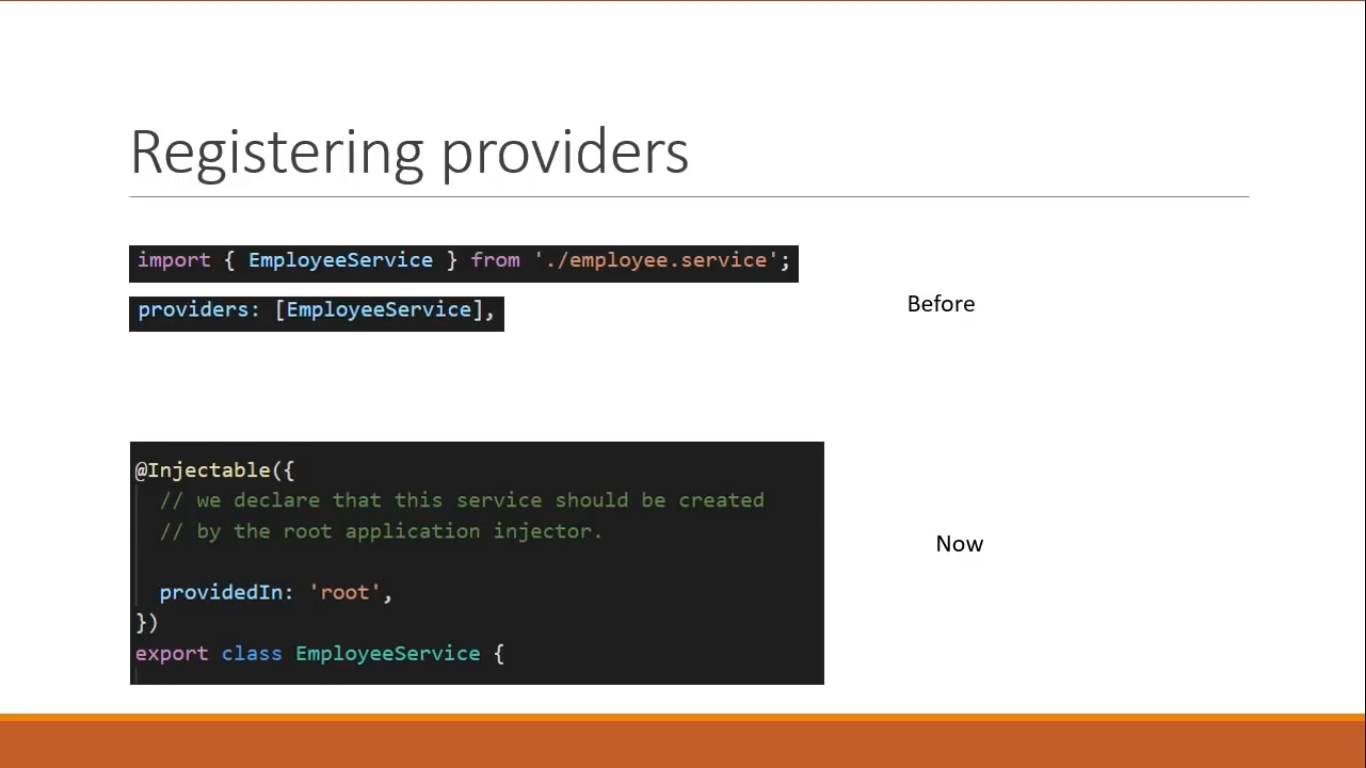 Registering providers
import { EmployeeService } from './employee.service';
providers: [EmployeeService],
Before
@Injectable({
// we declare that this service should be created
// by the root application injector.
providedIn: 'root',
})
export class EmployeeService {
Now